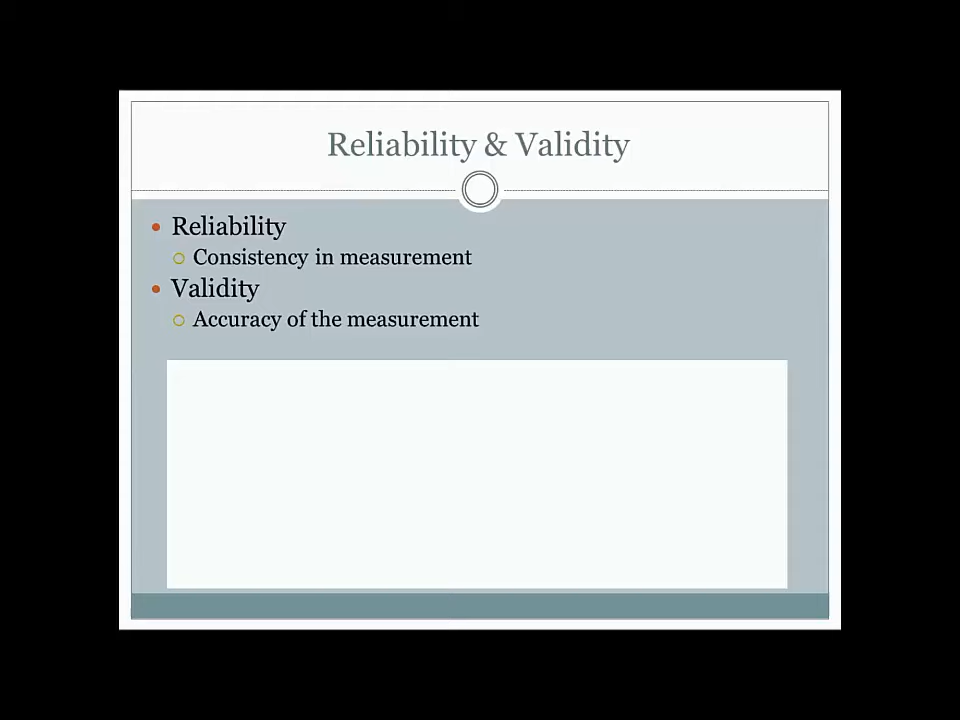 Reliability & Validity
Reliability
Consistency in measurement
Validity
Accuracy of the measurement